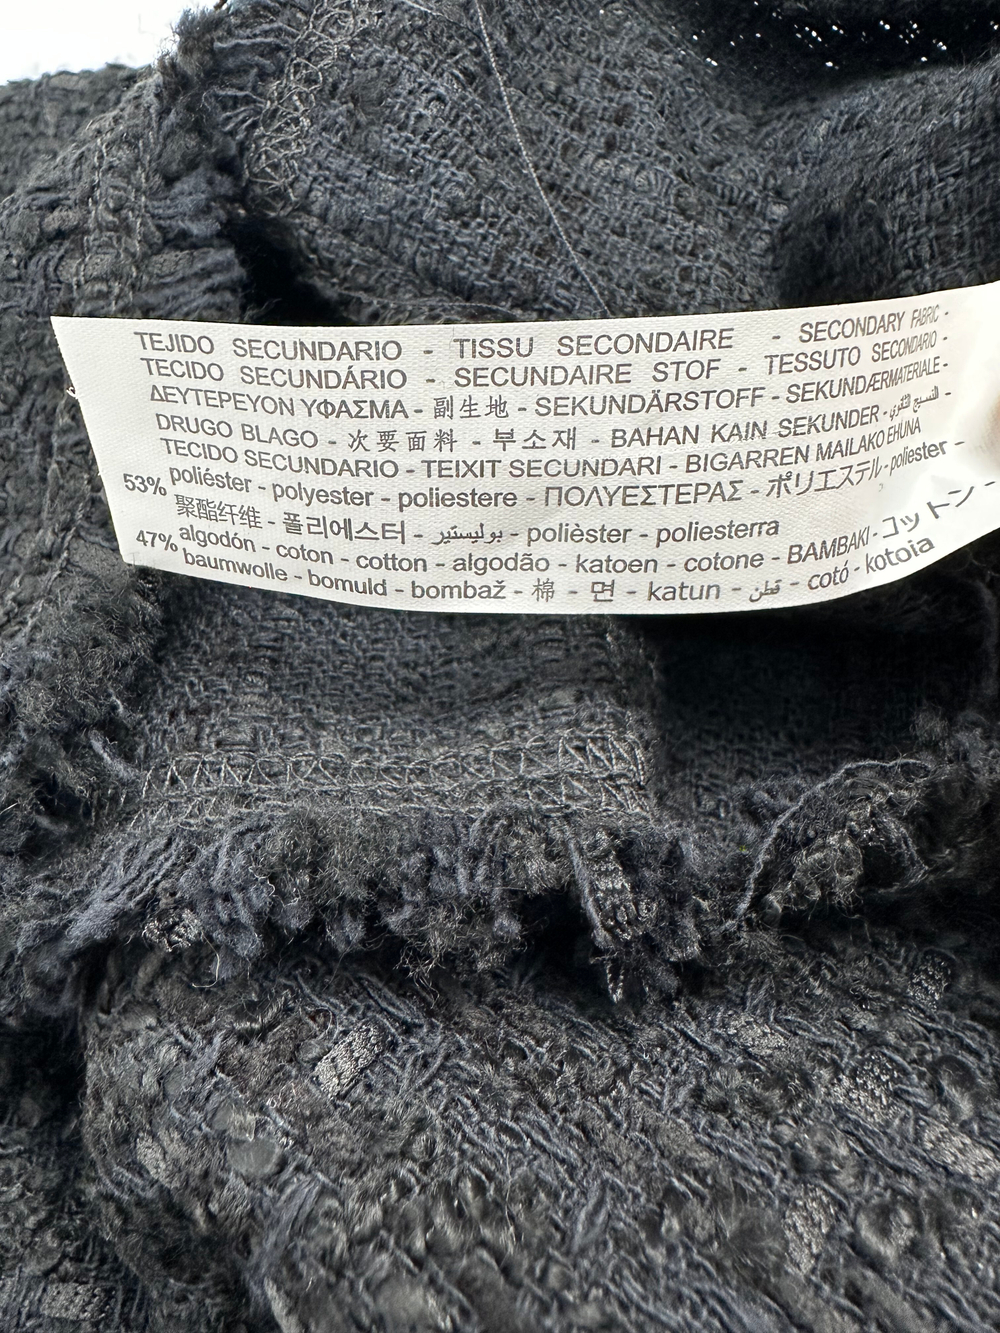 TEJIDO SECUNDARIO - TISSU SECONDAIRE - SECONDARY FABRIC -
TECIDO SECUNDÁRIO - SECUNDAIRE STOF - TESSUTO SECONDARIO -
ΔΕΥΤΕΡΕΥΟΝ ΥΦΑΣΜΑ - 副生地 - SEKUNDÄRSTOFF - SEKUNDÆRMATERIALE -
DRUGO BLAGO - 次要面料 - 부소재 - BAHAN KAIN SEKUNDER - النسيج الثانوي -
TECIDO SECUNDARIO - TEIXIT SECUNDARI - BIGARREN MAILAKO EHUNA
53% poliéster - polyester - poliestere - ΠΟΛΥΕΣΤΕΡΑΣ - ポリエステル - poliester -
聚酯纤维 - 폴리에스터 - بوليستير - polièster - poliesterra
47% algodón - coton - cotton - algodão - katoen - cotone - ΒΑΜΒΑΚΙ - コットン -
baumwolle - bomuld - bombaž - 棉 - 면 - katun - قطن - cotó - kotoia